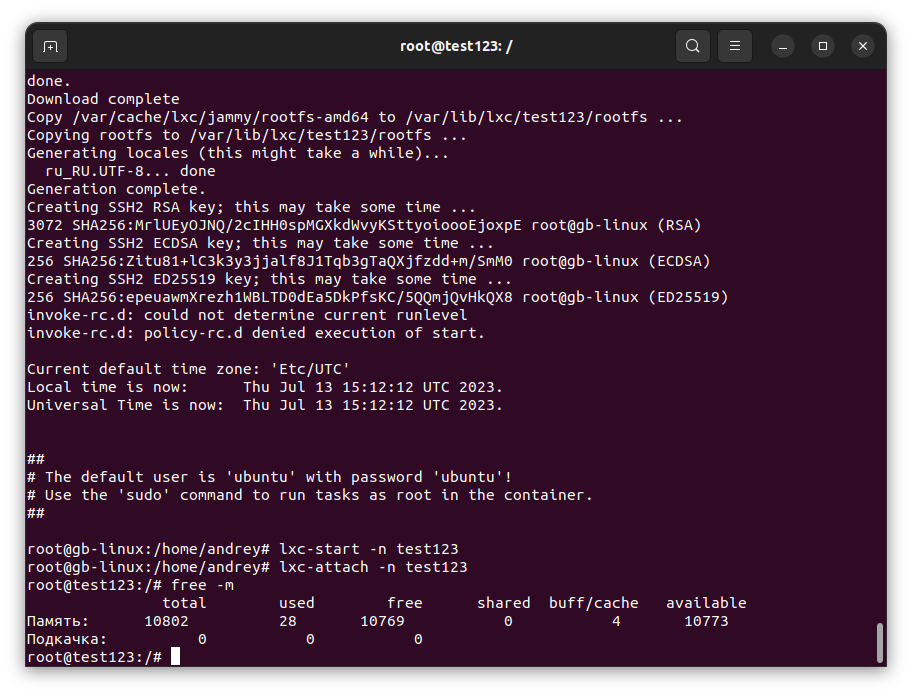 root@test123: /
done.
Download complete
Copy /var/cache/lxc/jammy/rootfs-amd64 to /var/lib/lxc/test123/rootfs ...
Copying rootfs to /var/lib/lxc/test123/rootfs ...
Generating locales (this might take a while)...
  ru_RU.UTF-8... done
Generation complete.
Creating SSH2 RSA key; this may take some time ...
3072 SHA256:MrlUEyOJNQ/2cIHH0spMGXkdWvyKSttyoioooEjoxpE root@gb-linux (RSA)
Creating SSH2 ECDSA key; this may take some time ...
256 SHA256:Zitu81+lC3k3y3jjalf8J1Tqb3gTaQXjfzdd+m/SmM0 root@gb-linux (ECDSA)
Creating SSH2 ED25519 key; this may take some time ...
256 SHA256:epeuawmXrezh1WBLTD0dEa5DkPfsKC/5QQmjQvHkQX8 root@gb-linux (ED25519)
invoke-rc.d: could not determine current runlevel
invoke-rc.d: policy-rc.d denied execution of start.
Current default time zone: 'Etc/UTC'
Local time is now:      Thu Jul 13 15:12:12 UTC 2023.
Universal Time is now:  Thu Jul 13 15:12:12 UTC 2023.
##
# The default user is 'ubuntu' with password 'ubuntu'!
# Use the 'sudo' command to run tasks as root in the container.
##
root@gb-linux:/home/andrey# lxc-start -n test123
root@gb-linux:/home/andrey# lxc-attach -n test123
root@test123:/# free -m
               total        used        free      shared  buff/cache   available
Память:      10802          28       10769           0           4       10773
Подкачка:          0           0           0
root@test123:/#